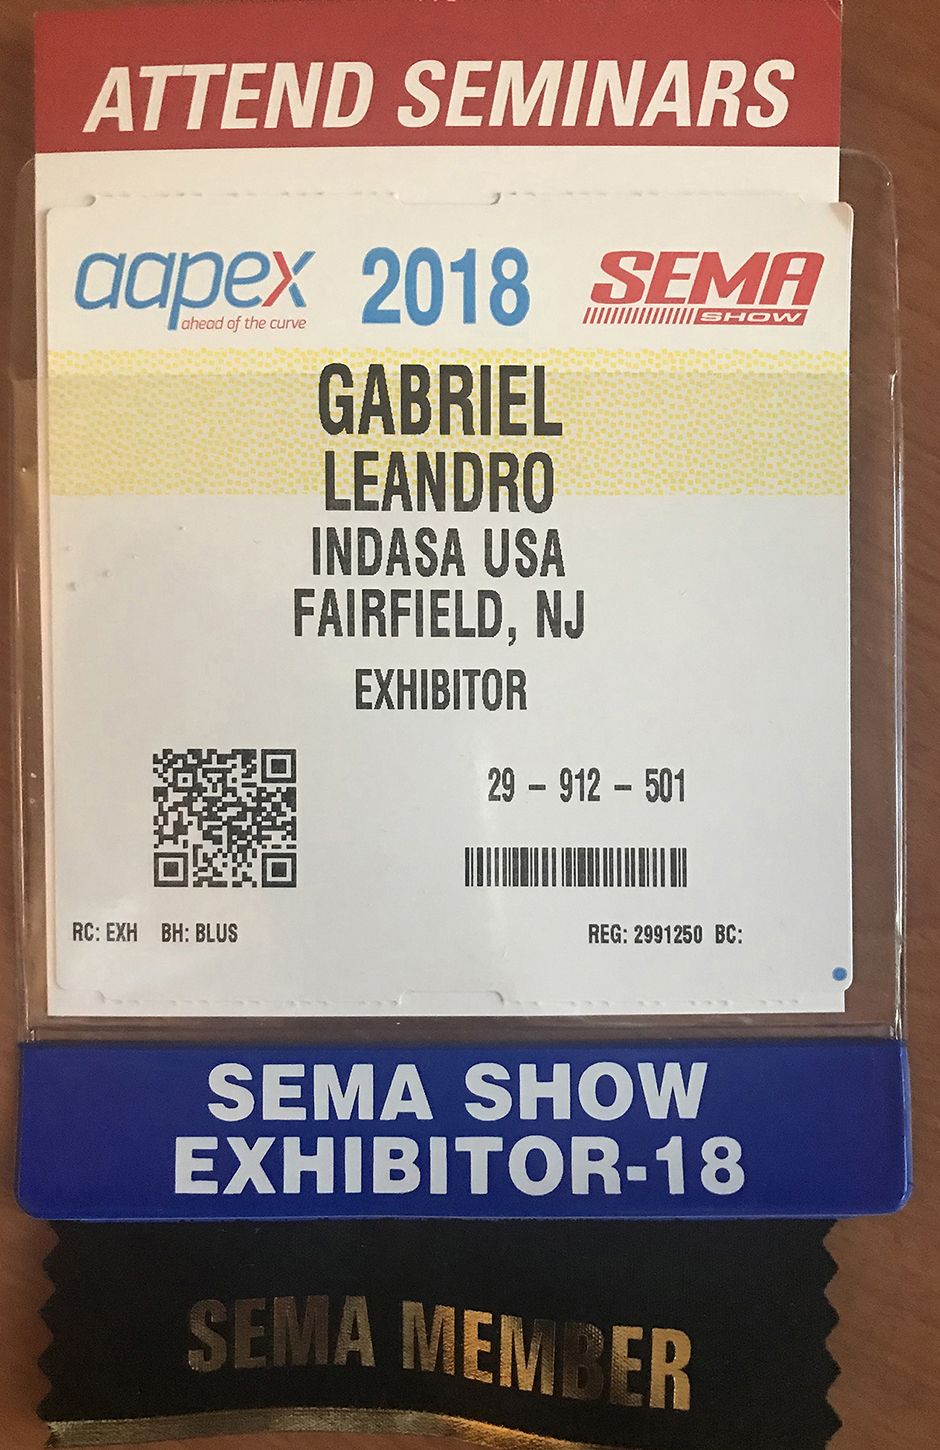 ATTEND SEMINARS
aapex 2018 SEMA
ahead of the curve SHOW
GABRIEL
LEANDRO
INDASA USA
FAIRFIELD, NJ
EXHIBITOR
29 – 912 – 501
RC: EXH BH: BLUS REG: 2991250 BC:
SEMA SHOW
EXHIBITOR-18
SEMA MEMBER